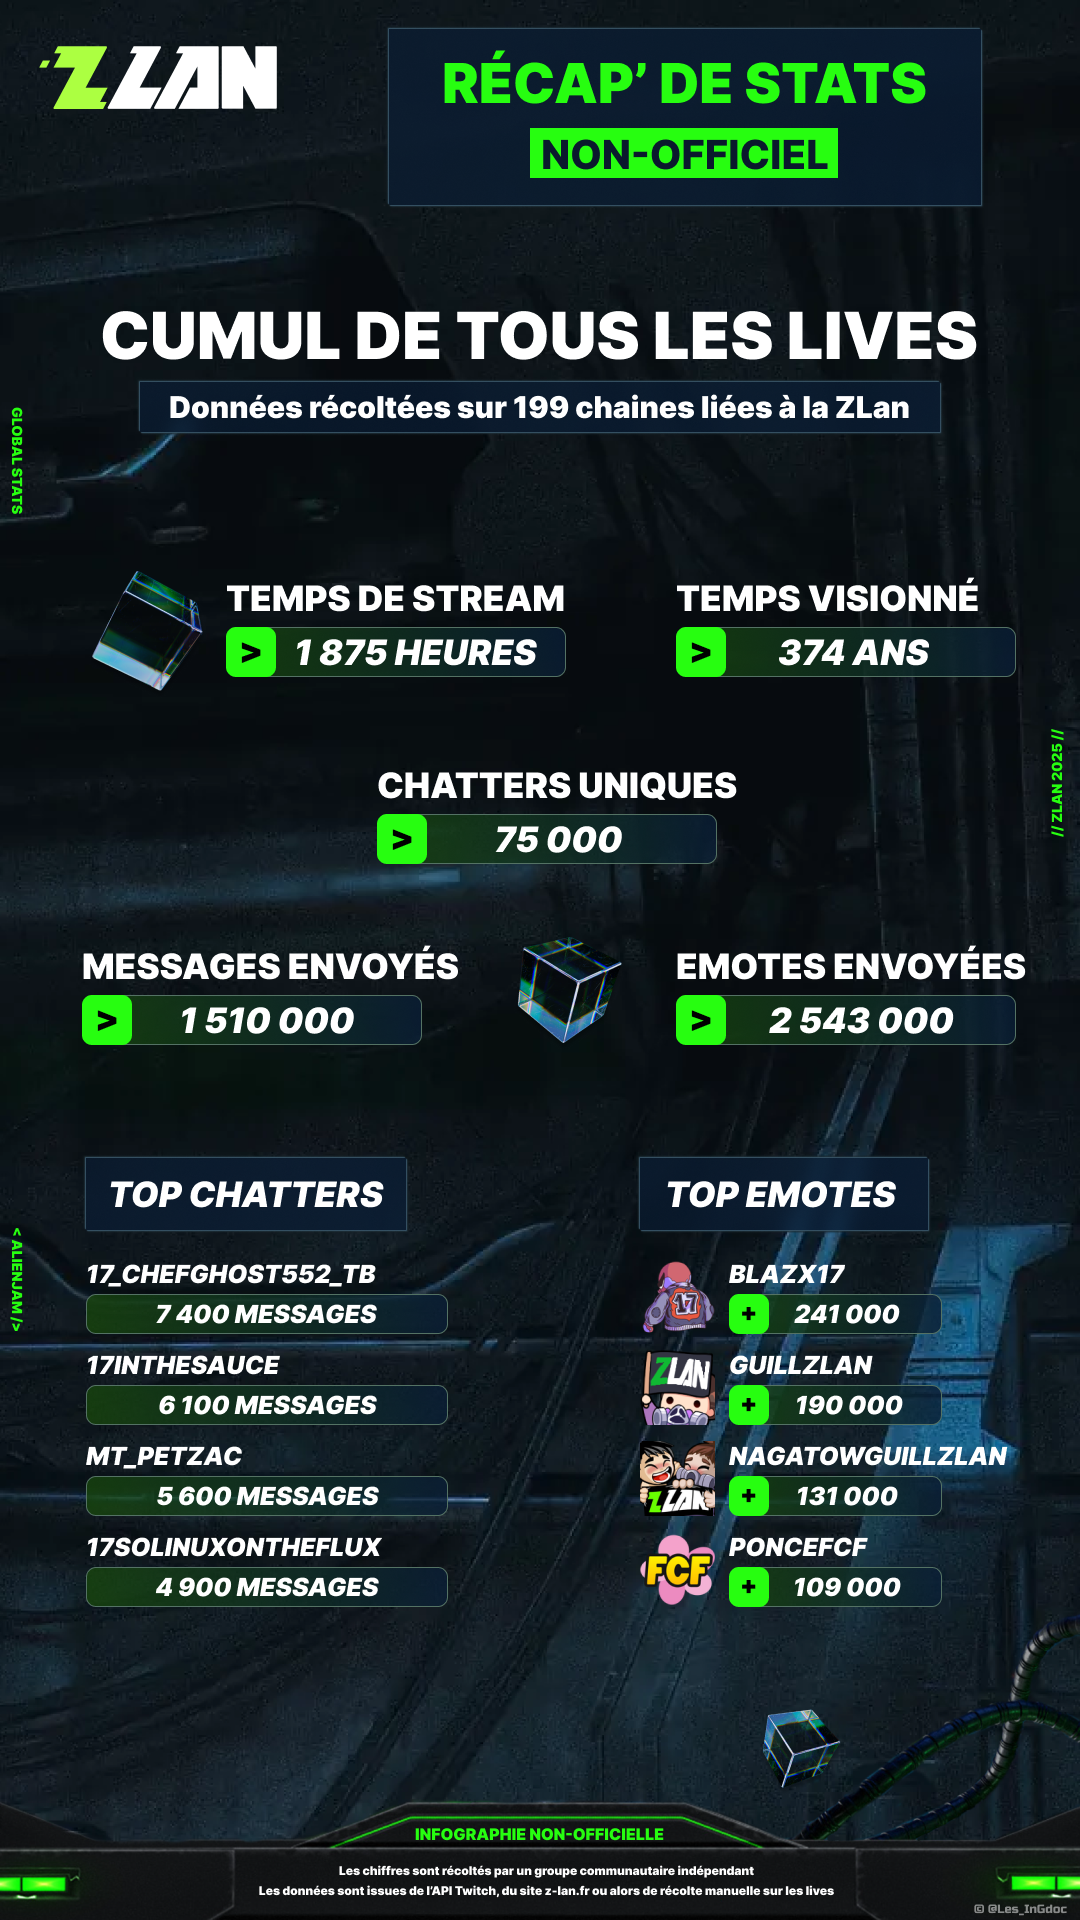 ZLAN
RÉCAP’ DE STATS
NON-OFFICIEL
CUMUL DE TOUS LES LIVES
Données récoltées sur 199 chaines liées à la ZLan
GLOBAL STATS
TEMPS DE STREAM
> 1 875 HEURES
TEMPS VISIONNÉ
> 374 ANS
// ZLAN 2025 //
CHATTERS UNIQUES
> 75 000
MESSAGES ENVOYÉS
> 1 510 000
EMOTES ENVOYÉES
> 2 543 000
< ALIENJAM />
TOP CHATTERS
17_CHEFGHOST552_TB
7 400 MESSAGES
17INTHESAUCE
6 100 MESSAGES
MT_PETZAC
5 600 MESSAGES
17SOLINUXONTHEFLUX
4 900 MESSAGES
TOP EMOTES
17
BLAZX17
+ 241 000
ZLAN
GUILLZLAN
+ 190 000
ZLAN
NAGATOWGUILLZLAN
+ 131 000
FCF
PONCEFCF
+ 109 000
INFOGRAPHIE NON-OFFICIELLE
Les chiffres sont récoltés par un groupe communautaire indépendant
Les données sont issues de l’API Twitch, du site z-lan.fr ou alors de récolte manuelle sur les lives
© @Les_InGdoc